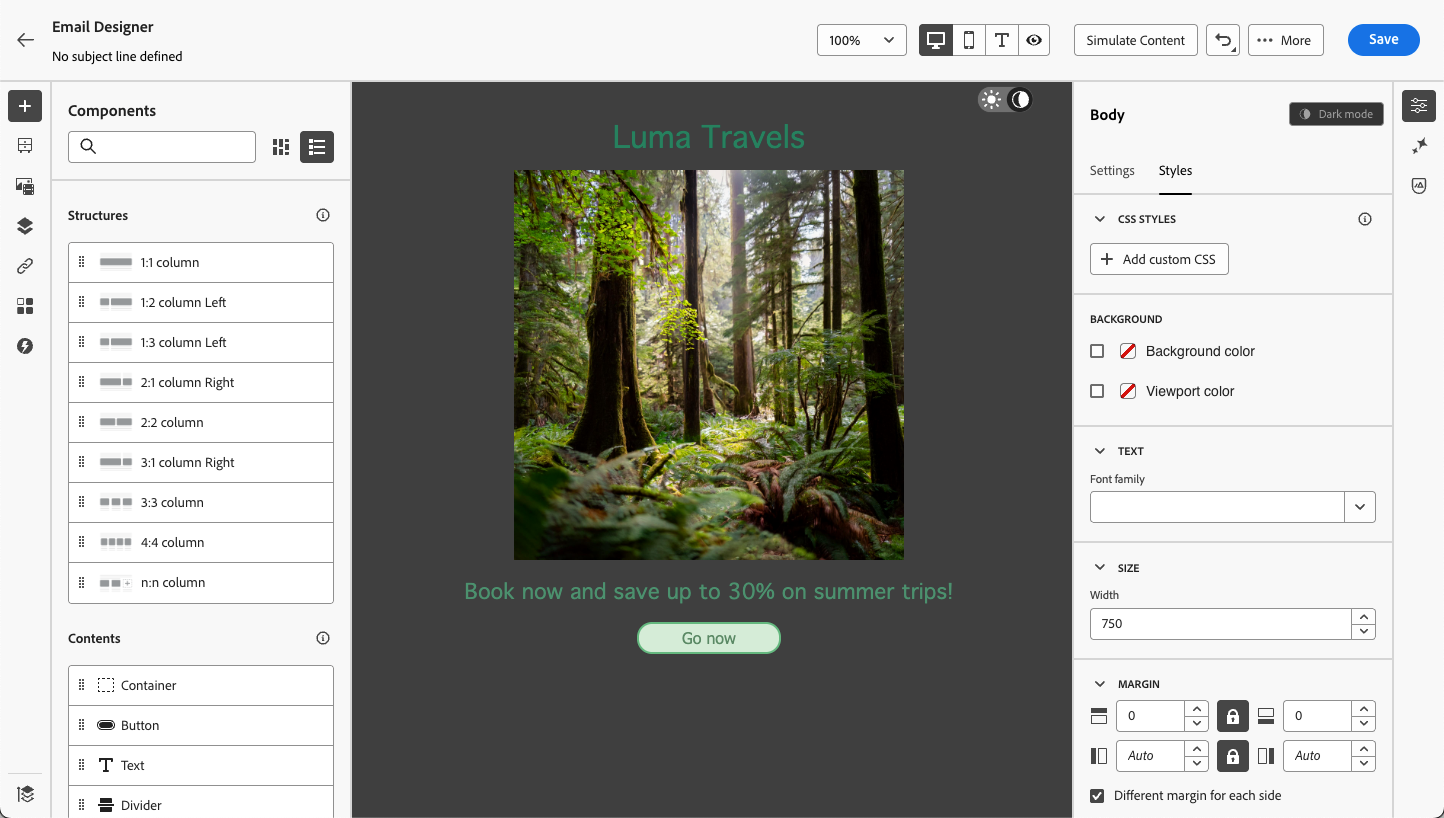 Email Designer
No subject line defined
100%
Simulate Content
More
Save
Components
Structures
1:1 column
1:2 column Left
1:3 column Left
2:1 column Right
2:2 column
3:1 column Right
3:3 column
4:4 column
n:n column
Contents
Container
Button
Text
Divider
Luma Travels
Book now and save up to 30% on summer trips!
Go now
Body
Dark mode
Settings
Styles
CSS STYLES
Add custom CSS
BACKGROUND
Background color
Viewport color
TEXT
Font family
SIZE
Width
750
MARGIN
0
0
Auto
Auto
Different margin for each side